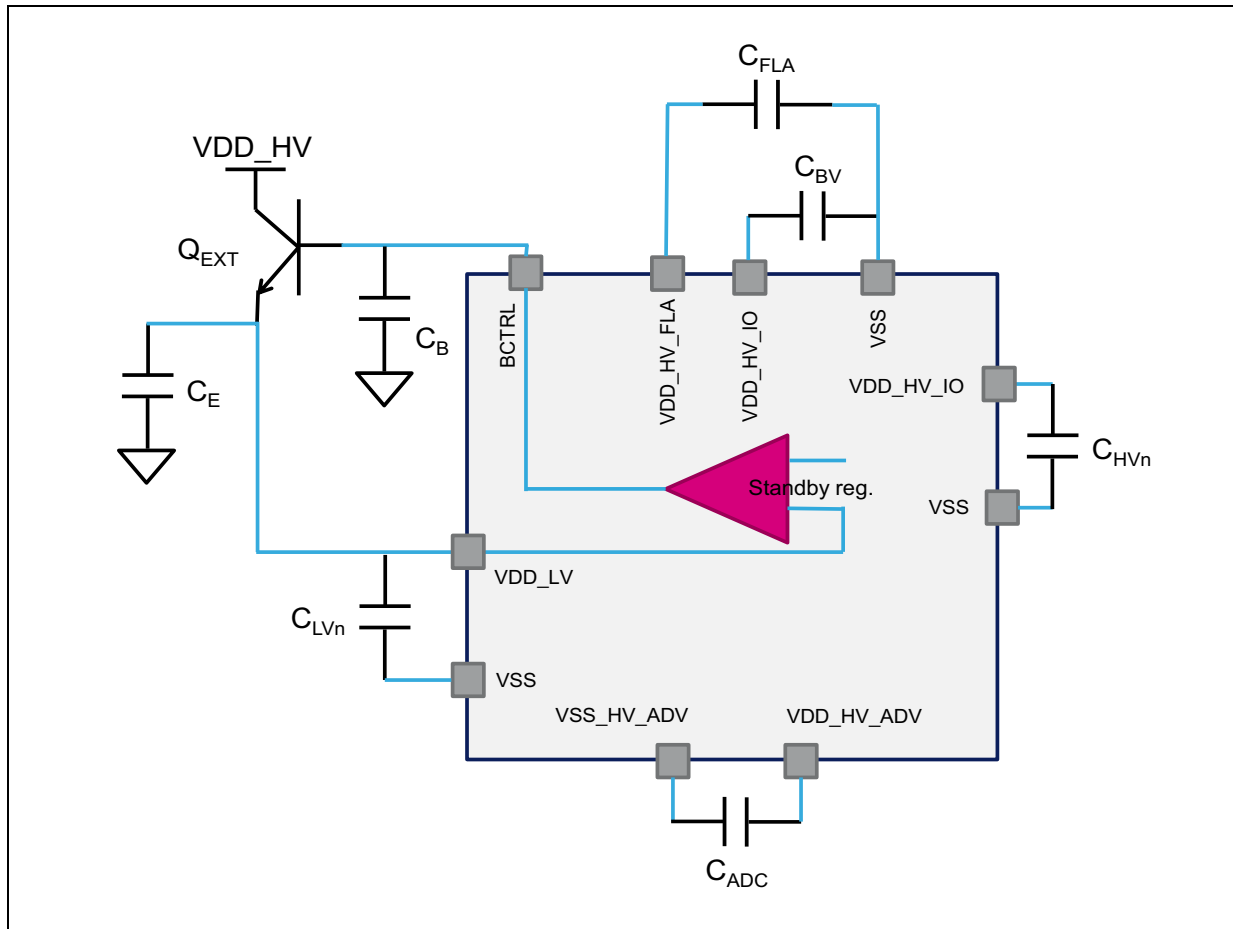 C_FLA
VDD_HV
C_BV
Q_EXT
C_B
C_E
BCTRL
VDD_HV_FLA
VDD_HV_IO
VSS
VDD_HV_IO
C_HVn
VSS
Standby reg.
VDD_LV
C_LVn
VSS
VSS_HV_ADV
VDD_HV_ADV
C_ADC